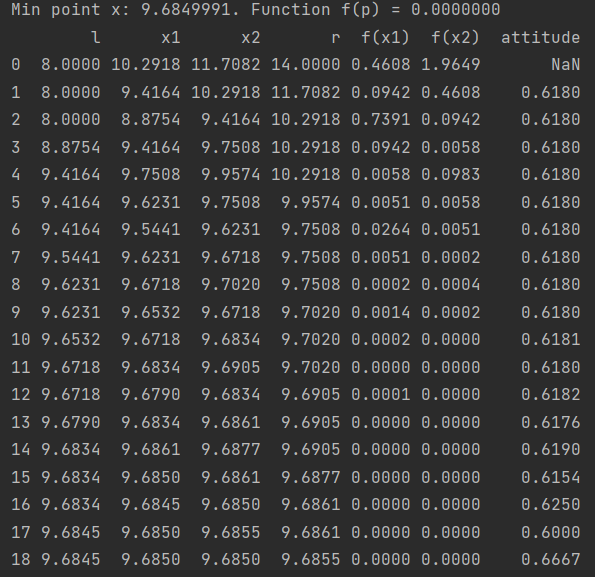 Min point x: 9.6849991. Function f(p) = 0.0000000
l x1 x2 r f(x1) f(x2) attitude
0 8.0000 10.2918 11.7082 14.0000 0.4608 1.9649 NaN
1 8.0000 9.4164 10.2918 11.7082 0.0942 0.4608 0.6180
2 8.0000 8.8754 9.4164 10.2918 0.7391 0.0942 0.6180
3 8.8754 9.4164 9.7508 10.2918 0.0942 0.0058 0.6180
4 9.4164 9.7508 9.9574 10.2918 0.0058 0.0983 0.6180
5 9.4164 9.6231 9.7508 9.9574 0.0051 0.0058 0.6180
6 9.4164 9.5441 9.6231 9.7508 0.0264 0.0051 0.6180
7 9.5441 9.6231 9.6718 9.7508 0.0051 0.0002 0.6180
8 9.6231 9.6718 9.7020 9.7508 0.0002 0.0004 0.6180
9 9.6231 9.6532 9.6718 9.7020 0.0014 0.0002 0.6180
10 9.6532 9.6718 9.6834 9.7020 0.0002 0.0000 0.6181
11 9.6718 9.6834 9.6905 9.7020 0.0000 0.0000 0.6180
12 9.6718 9.6790 9.6834 9.6905 0.0001 0.0000 0.6182
13 9.6790 9.6834 9.6861 9.6905 0.0000 0.0000 0.6176
14 9.6834 9.6861 9.6877 9.6905 0.0000 0.0000 0.6190
15 9.6834 9.6850 9.6861 9.6877 0.0000 0.0000 0.6154
16 9.6834 9.6845 9.6850 9.6861 0.0000 0.0000 0.6250
17 9.6845 9.6850 9.6855 9.6861 0.0000 0.0000 0.6000
18 9.6845 9.6850 9.6850 9.6855 0.0000 0.0000 0.6667